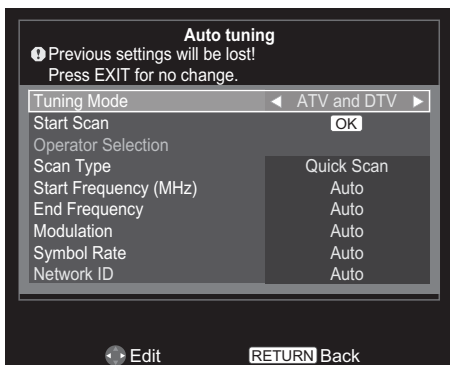 Auto tuning
! Previous settings will be lost!
Press EXIT for no change.
Tuning Mode ◀ ATV and DTV ▶
Start Scan OK
Operator Selection
Scan Type Quick Scan
Start Frequency (MHz) Auto
End Frequency Auto
Modulation Auto
Symbol Rate Auto
Network ID Auto
Edit RETURN Back